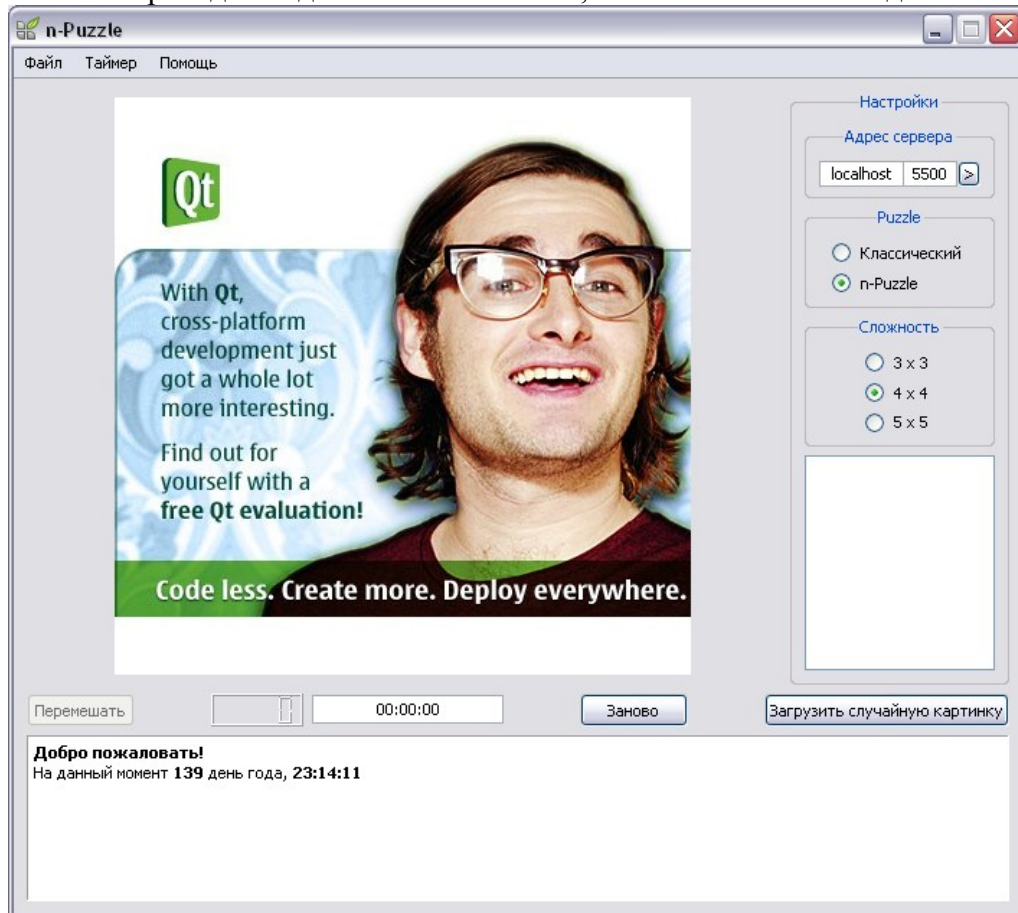 n-Puzzle
Файл Таймер Помощь
Qt
With Qt,
cross-platform
development just
got a whole lot
more interesting.
Find out for
yourself with a
free Qt evaluation!
Code less. Create more. Deploy everywhere.
Настройки
Адрес сервера
localhost 5500 >
Puzzle
Классический
n-Puzzle
Сложность
3 x 3
4 x 4
5 x 5
Перемешать 0 00:00:00 Заново Загрузить случайную картинку
Добро пожаловать!
На данный момент 139 день года, 23:14:11